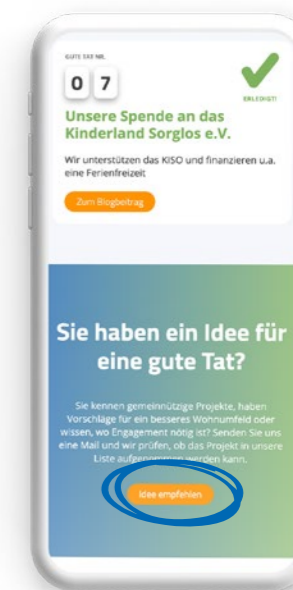 GUTE TAT NR.
0 7
ERLEDIGT!
Unsere Spende an das
Kinderland Sorglos e.V.
Wir unterstützen das KISO und finanzieren u.a.
eine Ferienfreizeit
Zum Blogbeitrag
Sie haben ein Idee für
eine gute Tat?
Sie kennen gemeinnützige Projekte, haben
Vorschläge für ein besseres Wohnumfeld oder
wissen, wo Engagement nötig ist? Senden Sie uns
eine Mail und wir prüfen, ob das Projekt in unsere
Liste aufgenommen werden kann.
Idee empfehlen